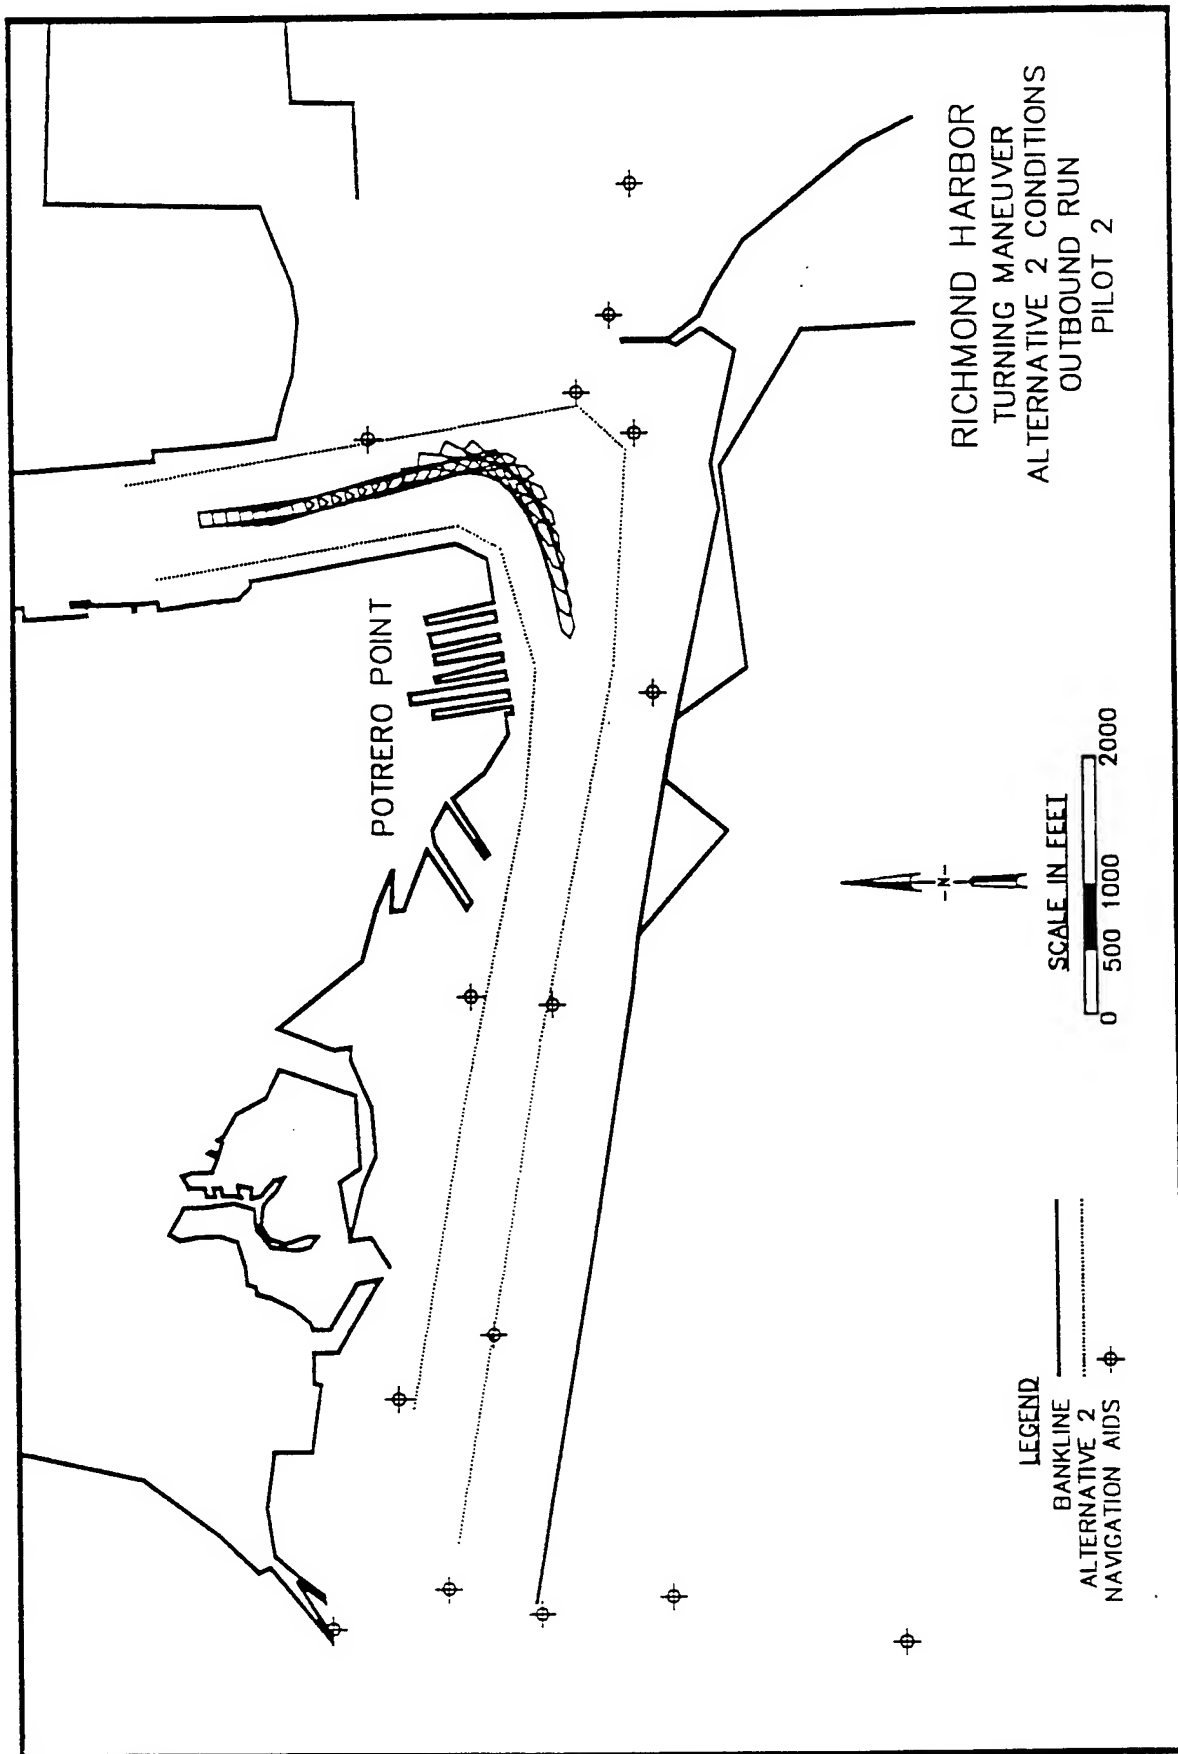 POTRERO POINT
RICHMOND HARBOR
TURNING MANEUVER
ALTERNATIVE 2 CONDITIONS
OUTBOUND RUN
PILOT 2
-N-
SCALE IN FEET
0 500 1000 2000
LEGEND
BANKLINE
ALTERNATIVE 2
NAVIGATION AIDS